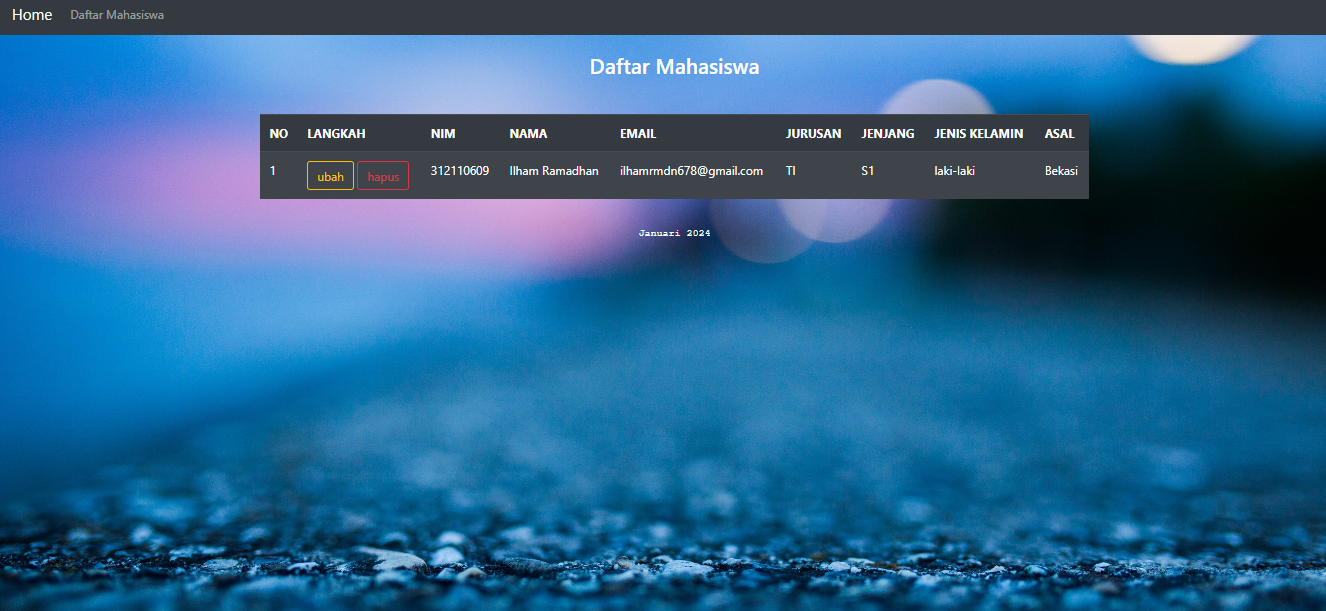 Home Daftar Mahasiswa
Daftar Mahasiswa
NO LANGKAH NIM NAMA EMAIL JURUSAN JENJANG JENIS KELAMIN ASAL
1 ubah hapus 312110609 Ilham Ramadhan ilhamrmdn678@gmail.com TI S1 laki-laki Bekasi
Januari 2024